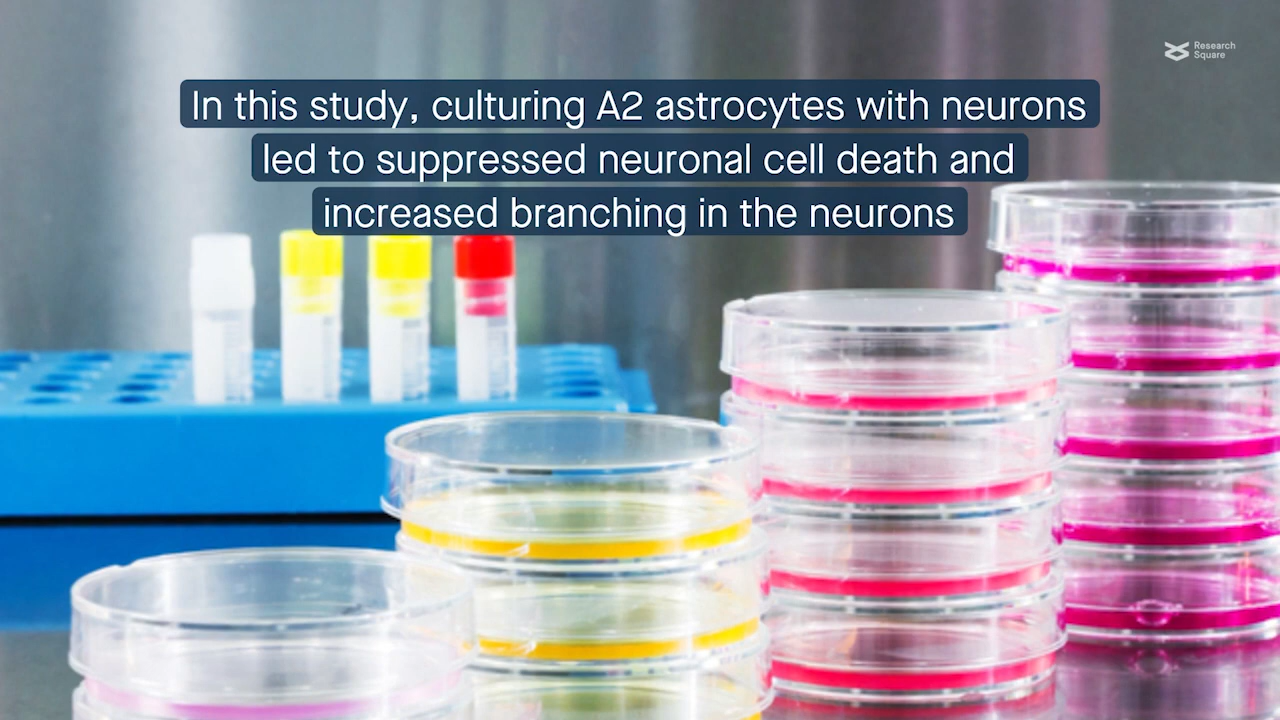 Research
Square
In this study, culturing A2 astrocytes with neurons
led to suppressed neuronal cell death and
increased branching in the neurons